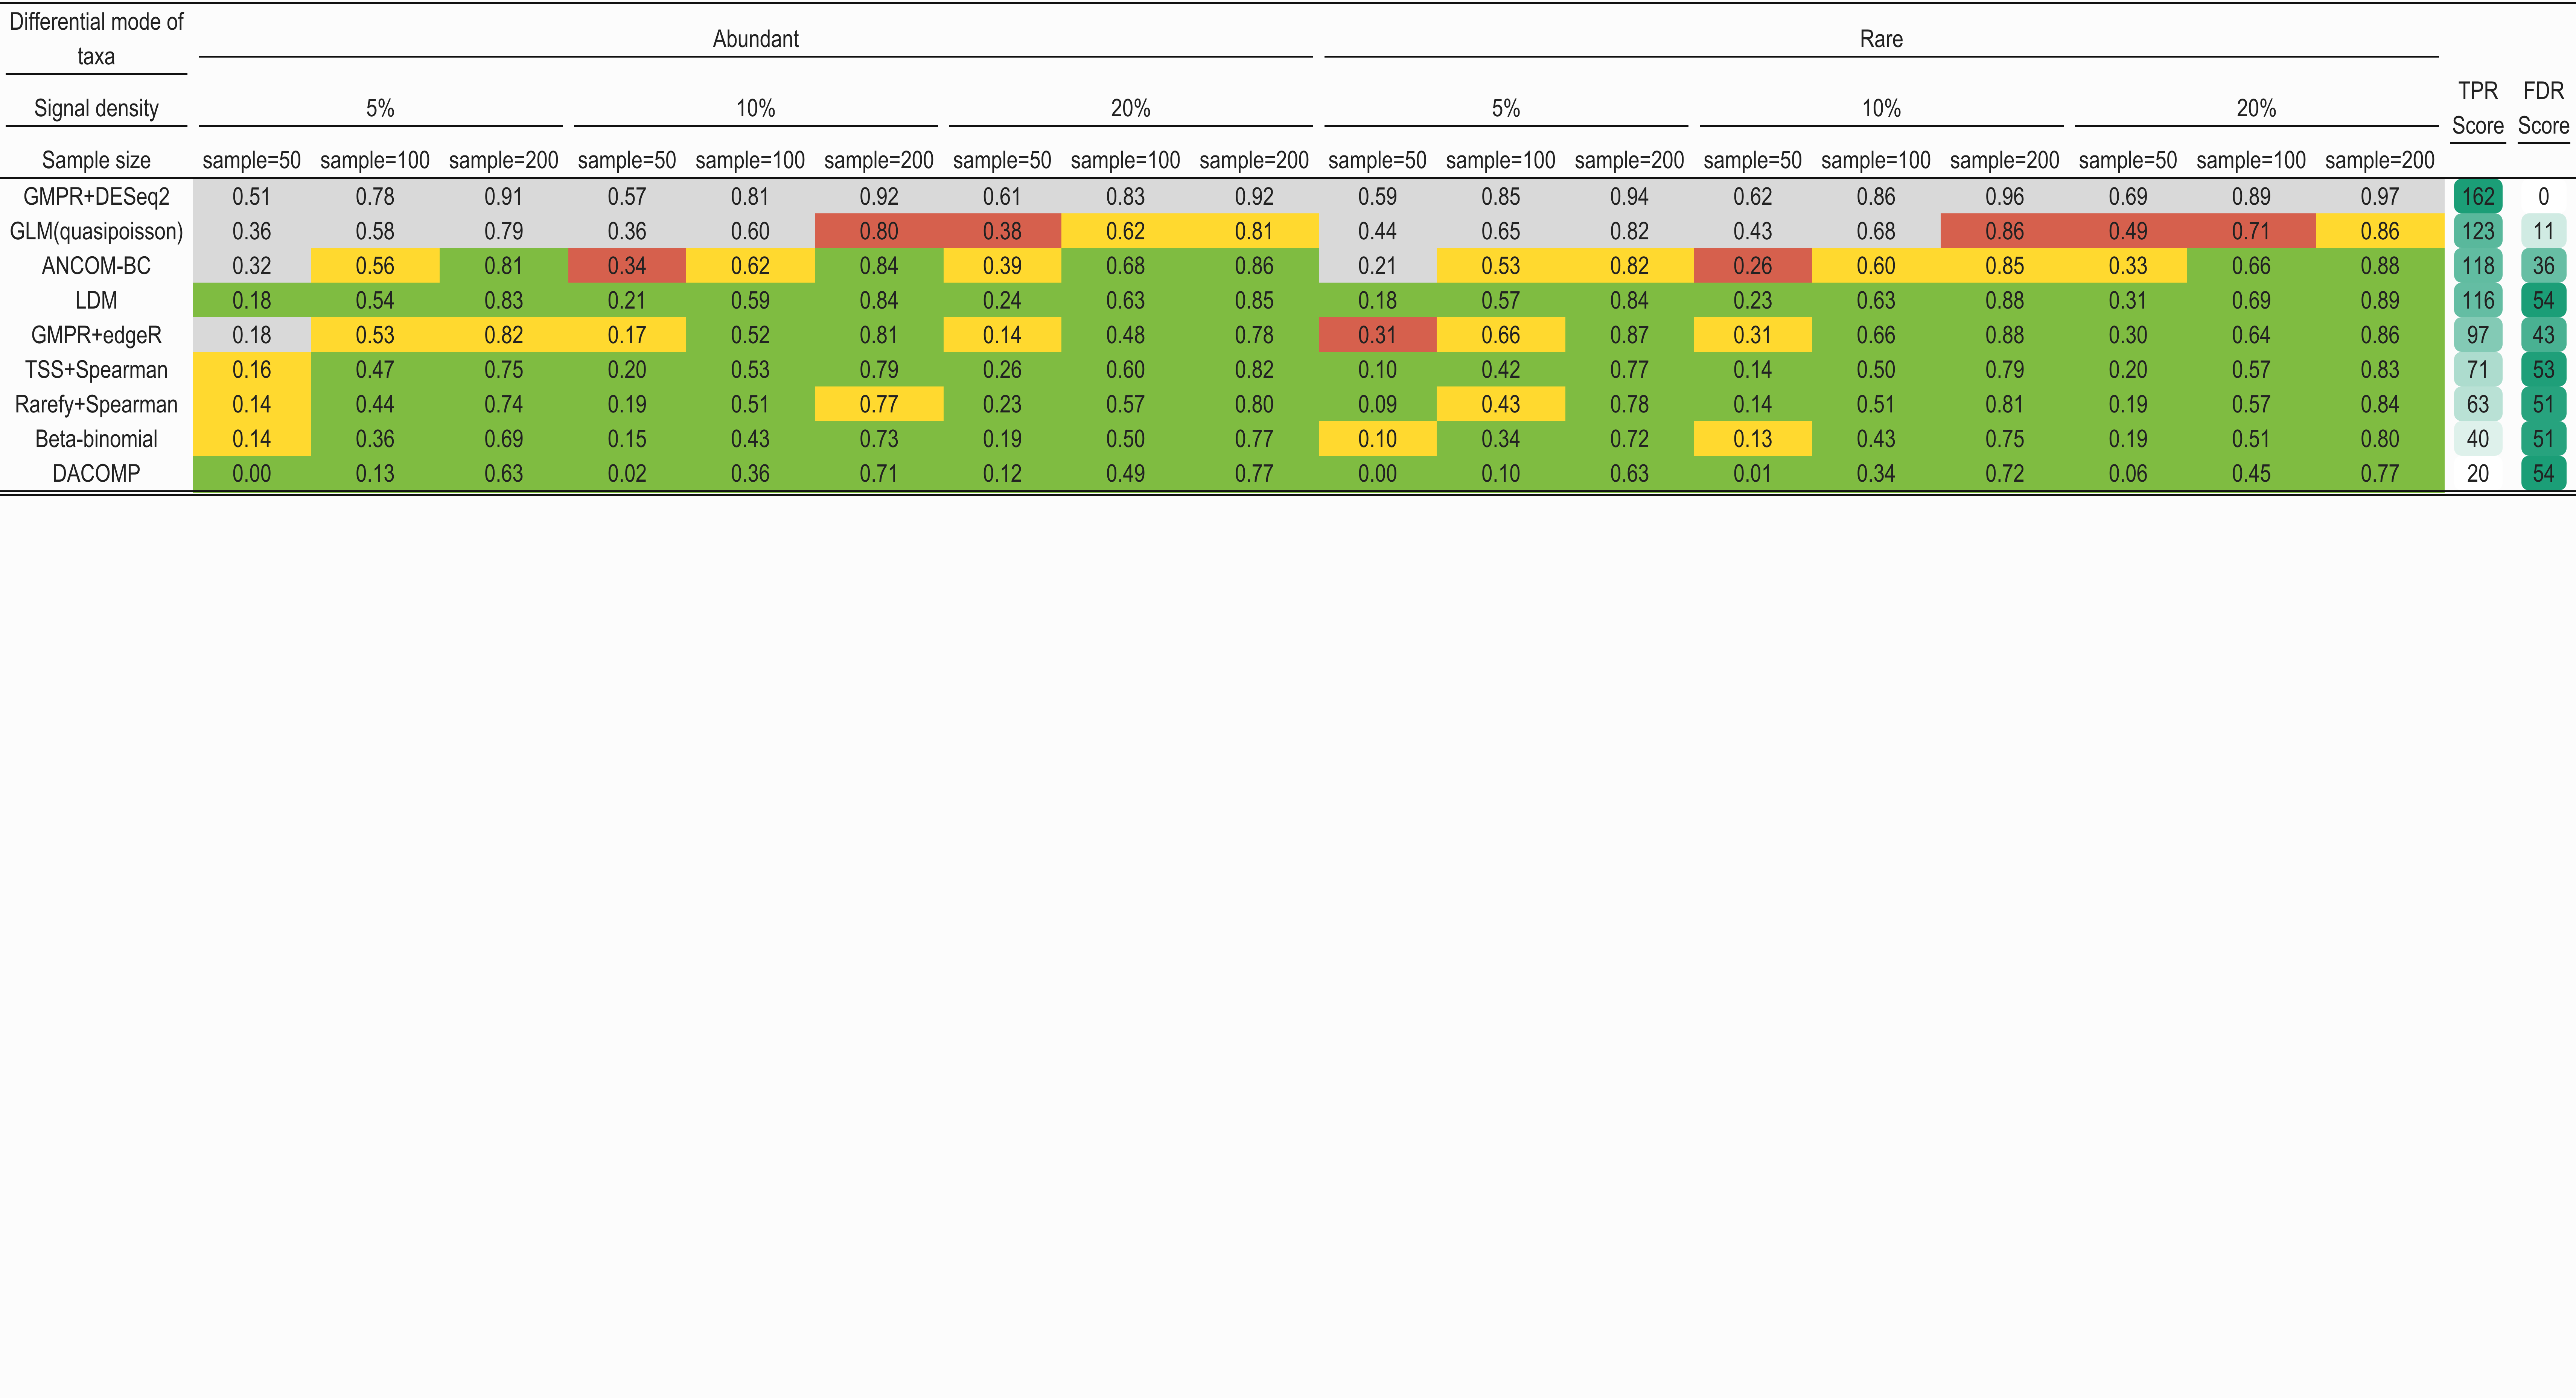 Differential mode of taxa Abundant Rare
Signal density 5% 10% 20% 5% 10% 20% TPR Score FDR Score
Sample size sample=50 sample=100 sample=200 sample=50 sample=100 sample=200 sample=50 sample=100 sample=200 sample=50 sample=100 sample=200 sample=50 sample=100 sample=200 sample=50 sample=100 sample=200
GMPR+DESeq2 0.51 0.78 0.91 0.57 0.81 0.92 0.61 0.83 0.92 0.59 0.85 0.94 0.62 0.86 0.96 0.69 0.89 0.97 162 0
GLM(quasipoisson) 0.36 0.58 0.79 0.36 0.60 0.80 0.38 0.62 0.81 0.44 0.65 0.82 0.43 0.68 0.86 0.49 0.71 0.86 123 11
ANCOM-BC 0.32 0.56 0.81 0.34 0.62 0.84 0.39 0.68 0.86 0.21 0.53 0.82 0.26 0.60 0.85 0.33 0.66 0.88 118 36
LDM 0.18 0.54 0.83 0.21 0.59 0.84 0.24 0.63 0.85 0.18 0.57 0.84 0.23 0.63 0.88 0.31 0.69 0.89 116 54
GMPR+edgeR 0.18 0.53 0.82 0.17 0.52 0.81 0.14 0.48 0.78 0.31 0.66 0.87 0.31 0.66 0.88 0.30 0.64 0.86 97 43
TSS+Spearman 0.16 0.47 0.75 0.20 0.53 0.79 0.26 0.60 0.82 0.10 0.42 0.77 0.14 0.50 0.79 0.20 0.57 0.83 71 53
Rarefy+Spearman 0.14 0.44 0.74 0.19 0.51 0.77 0.23 0.57 0.80 0.09 0.43 0.78 0.14 0.51 0.81 0.19 0.57 0.84 63 51
Beta-binomial 0.14 0.36 0.69 0.15 0.43 0.73 0.19 0.50 0.77 0.10 0.34 0.72 0.13 0.43 0.75 0.19 0.51 0.80 40 51
DACOMP 0.00 0.13 0.63 0.02 0.36 0.71 0.12 0.49 0.77 0.00 0.10 0.63 0.01 0.34 0.72 0.06 0.45 0.77 20 54